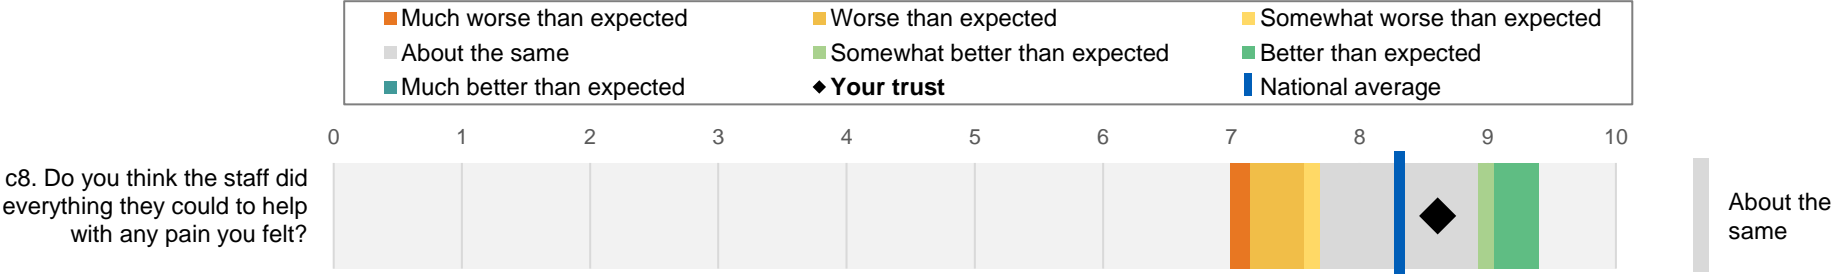 Much worse than expected Worse than expected Somewhat worse than expected
About the same Somewhat better than expected Better than expected
Much better than expected Your trust National average
0 1 2 3 4 5 6 7 8 9 10
c8. Do you think the staff did
everything they could to help
with any pain you felt?
About the
same